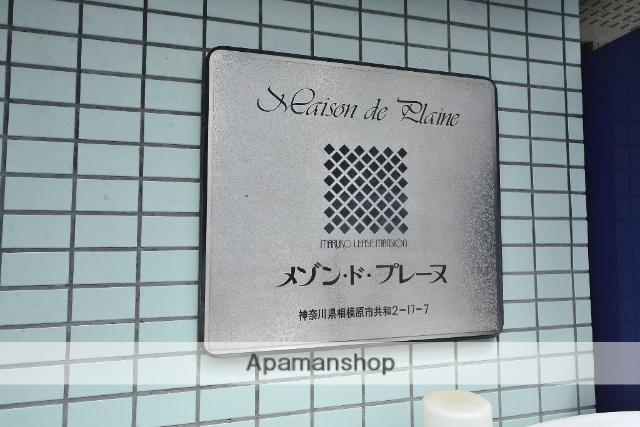 Maison de Plaine
MARUKO LEASE MANSION
メゾン・ド・プレーヌ
神奈川県相模原市共和2-17-7
Apamanshop